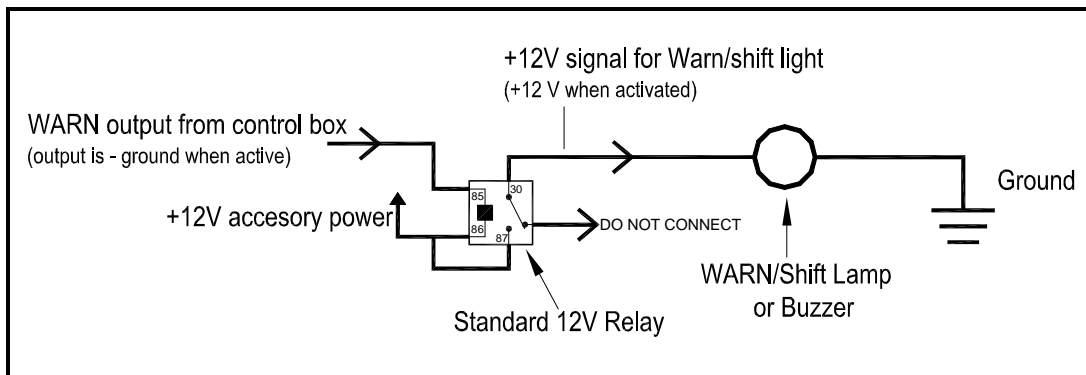 +12V signal for Warn/shift light
(+12 V when activated)
WARN output from control box
(output is - ground when active)
85
30
+12V accesory power
86
87
DO NOT CONNECT
Ground
WARN/Shift Lamp
or Buzzer
Standard 12V Relay